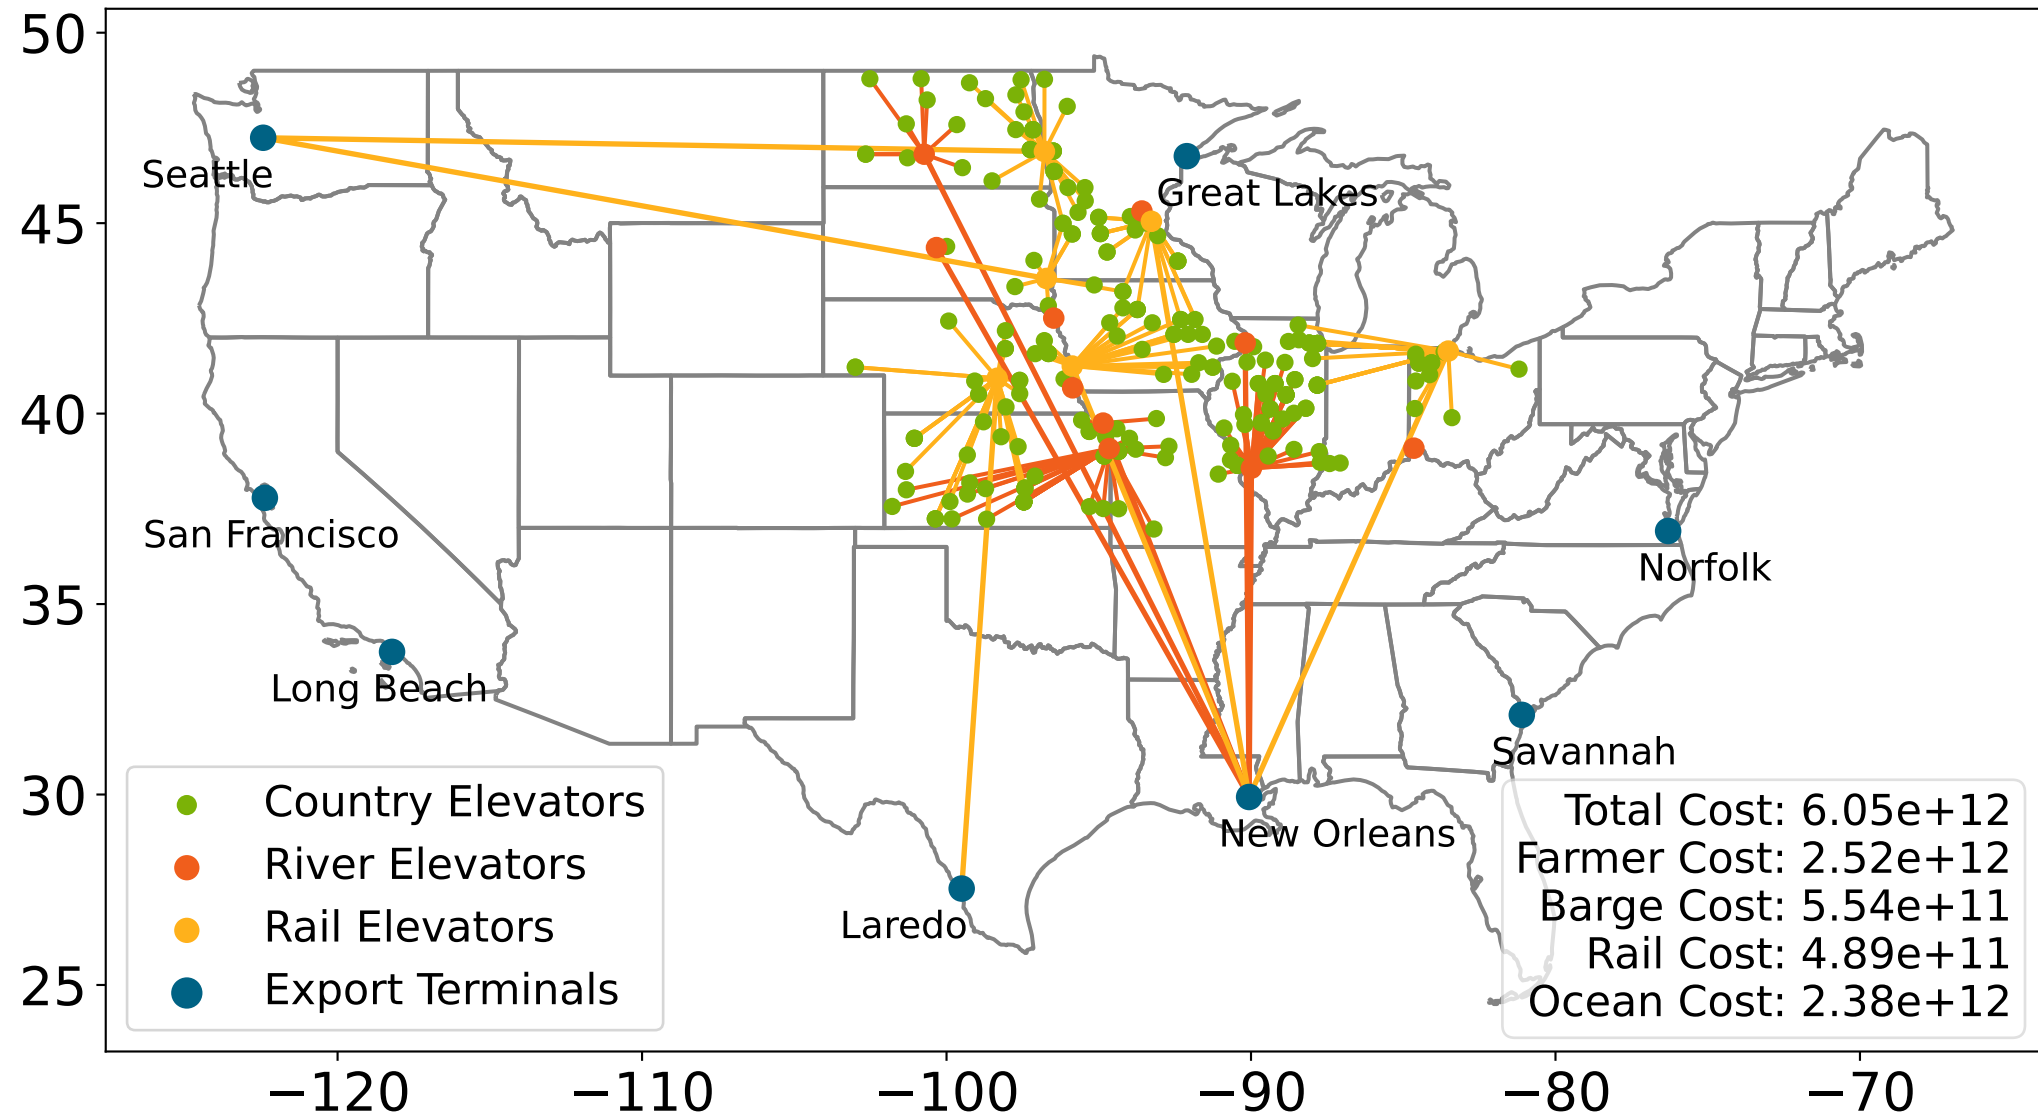 50
45
40
35
30
25
−120
−110
−100
−90
−80
−70
Seattle
Great Lakes
San Francisco
Norfolk
Long Beach
Savannah
New Orleans
Laredo
Country Elevators
River Elevators
Rail Elevators
Export Terminals
Total Cost: 6.05e+12
Farmer Cost: 2.52e+12
Barge Cost: 5.54e+11
Rail Cost: 4.89e+11
Ocean Cost: 2.38e+12